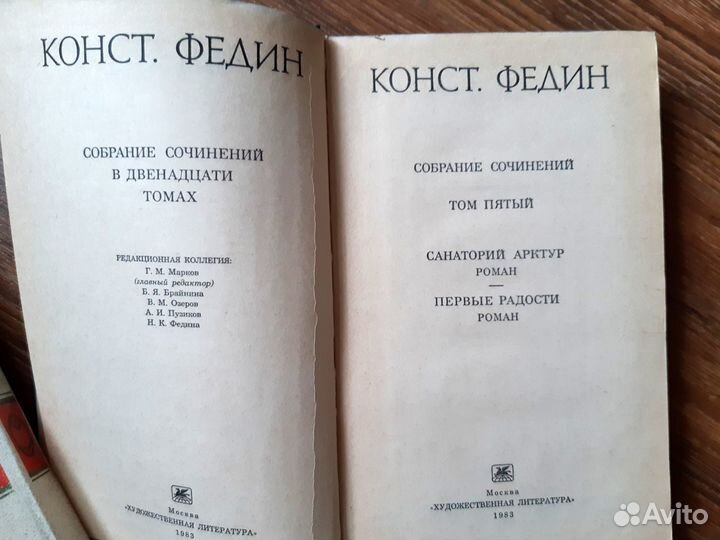 КОНСТ. ФЕДИН
СОБРАНИЕ СОЧИНЕНИЙ
В ДВЕНАДЦАТИ
ТОМАХ
РЕДАКЦИОННАЯ КОЛЛЕГИЯ:
Г. М. Марков
(главный редактор)
Б. Я. Брайнина
В. М. Озеров
А. И. Пузиков
Н. К. Федина
Москва
«ХУДОЖЕСТВЕННАЯ ЛИТЕРАТУРА»
1983
КОНСТ. ФЕДИН
СОБРАНИЕ СОЧИНЕНИЙ
ТОМ ПЯТЫЙ
САНАТОРИЙ АРКТУР
РОМАН
ПЕРВЫЕ РАДОСТИ
РОМАН
Москва
«ХУДОЖЕСТВЕННАЯ ЛИТЕРАТУРА»
1983
Avito